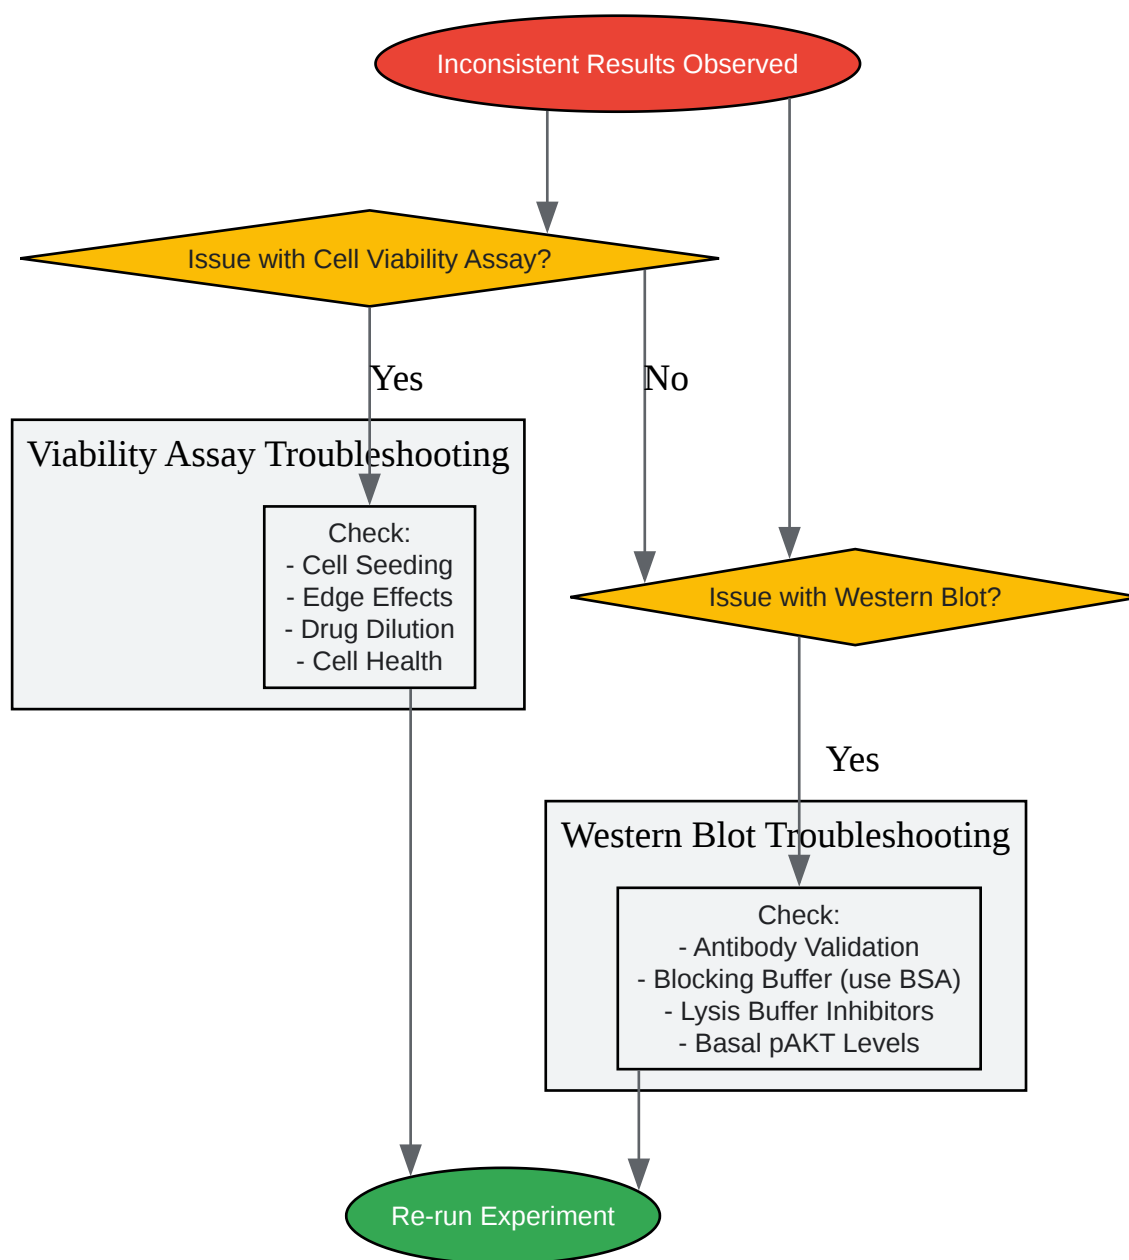 Inconsistent Results Observed
Issue with Cell Viability Assay?
Yes
No
Viability Assay Troubleshooting
Check:
- Cell Seeding
- Edge Effects
- Drug Dilution
- Cell Health
Issue with Western Blot?
Yes
Western Blot Troubleshooting
Check:
- Antibody Validation
- Blocking Buffer (use BSA)
- Lysis Buffer Inhibitors
- Basal pAKT Levels
Re-run Experiment